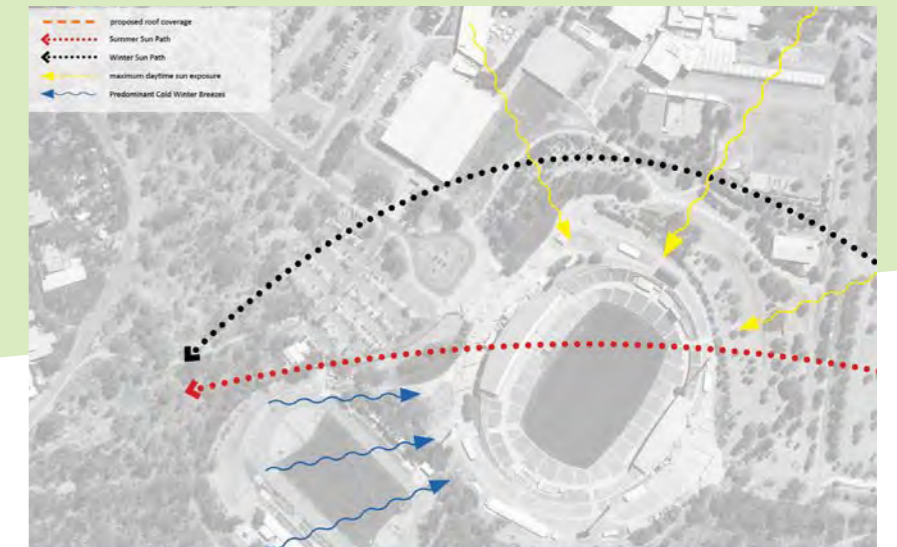 proposed roof coverage
Summer Sun Path
Winter Sun Path
maximum daytime sun exposure
Predominant Cold Winter Breezes